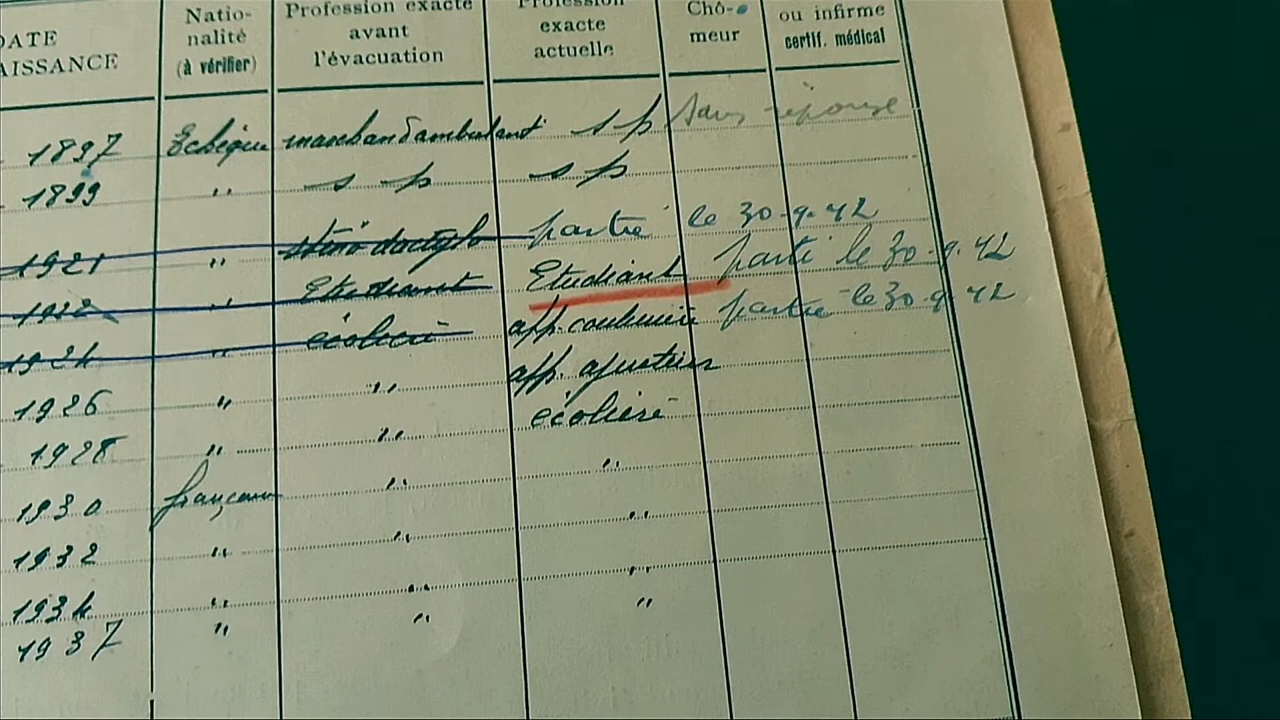 DATE
AISSANCE
Natio-
nalité
(à vérifier)
Profession exacte
avant
l'évacuation
Profession
exacte
actuelle
Chô-
meur
ou infirme
certif. médical
1897 marchand ambulant s p Sans réponse
1899 " s p s p
1921 " sténo dactylo partie le 30-9-42
1922 " Etudiant Etudiant parti le 30-9-42
1924 " écolière app. couturière partie le 30-9-42
1926 " " app. ajusteur
1928 " " écolière
1930 française " "
1932 " " "
1934 " " "
1937 " " "